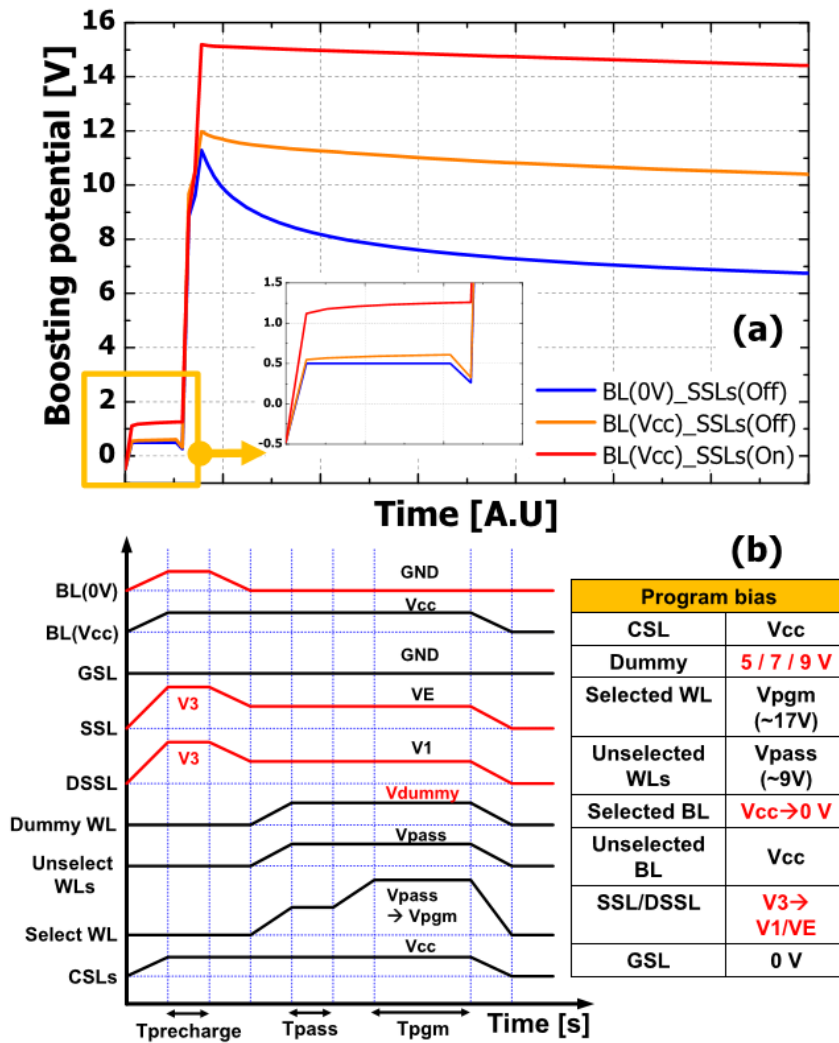 Boosting potential [V]
16
14
12
10
8
6
4
2
0
1.5
1.0
0.5
0.0
-0.5
(a)
BL(0V)_SSLs(Off)
BL(Vcc)_SSLs(Off)
BL(Vcc)_SSLs(On)
Time [A.U]
(b)
BL(0V)
GND
BL(Vcc)
Vcc
GSL
GND
SSL
V3
VE
DSSL
V3
V1
Dummy WL
Vdummy
Unselect
WLs
Vpass
Select WL
Vpass
→ Vpgm
CSLs
Vcc
Tprecharge
Tpass
Tpgm
Time [s]
Program bias
CSL Vcc
Dummy 5 / 7 / 9 V
Selected WL Vpgm
(~17V)
Unselected Vpass
WLs (~9V)
Selected BL Vcc→0 V
Unselected
BL Vcc
SSL/DSSL V3→
V1/VE
GSL 0 V